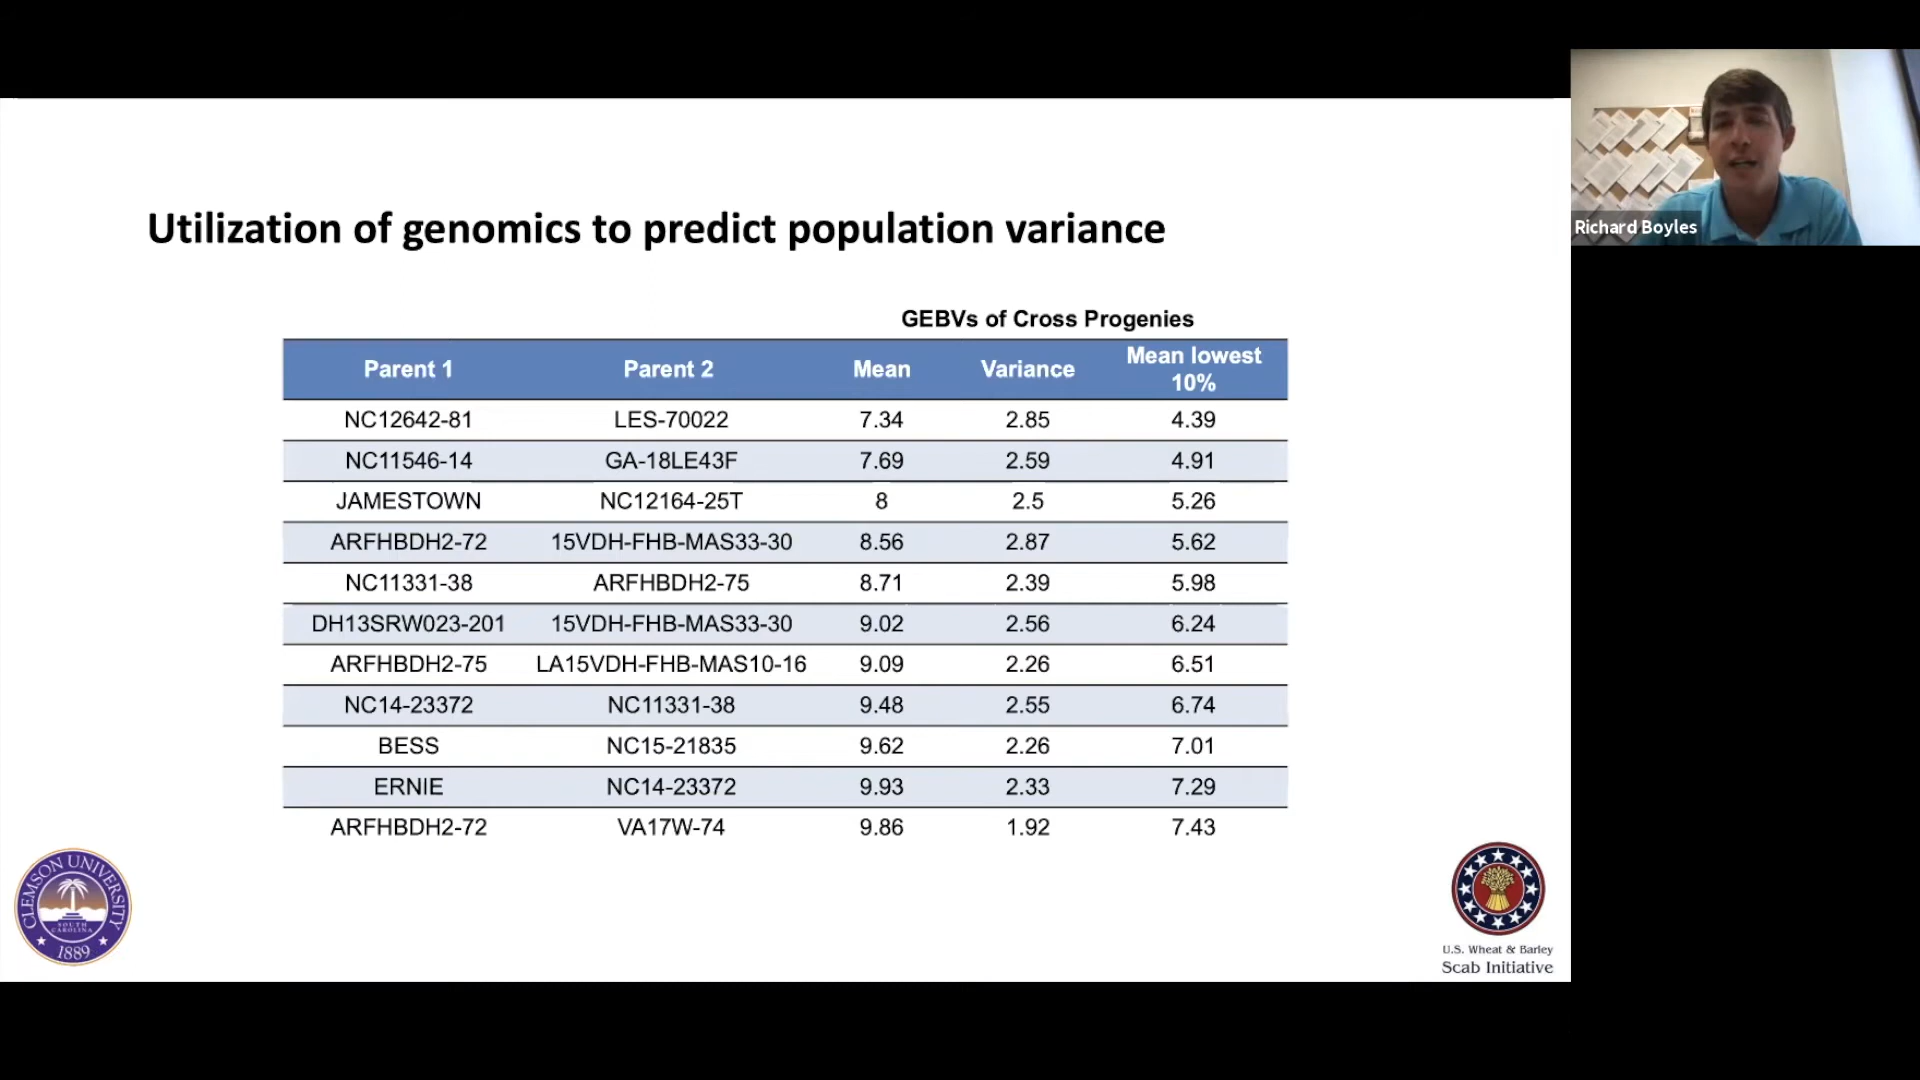 Utilization of genomics to predict population variance
GEBVs of Cross Progenies
Parent 1 Parent 2 Mean Variance Mean lowest 10%
NC12642-81 LES-70022 7.34 2.85 4.39
NC11546-14 GA-18LE43F 7.69 2.59 4.91
JAMESTOWN NC12164-25T 8 2.5 5.26
ARFHBDH2-72 15VDH-FHB-MAS33-30 8.56 2.87 5.62
NC11331-38 ARFHBDH2-75 8.71 2.39 5.98
DH13SRW023-201 15VDH-FHB-MAS33-30 9.02 2.56 6.24
ARFHBDH2-75 LA15VDH-FHB-MAS10-16 9.09 2.26 6.51
NC14-23372 NC11331-38 9.48 2.55 6.74
BESS NC15-21835 9.62 2.26 7.01
ERNIE NC14-23372 9.93 2.33 7.29
ARFHBDH2-72 VA17W-74 9.86 1.92 7.43
CLEMSON UNIVERSITY
SOUTH
CAROLINA
1889
U.S. Wheat & Barley
Scab Initiative
Richard Boyles